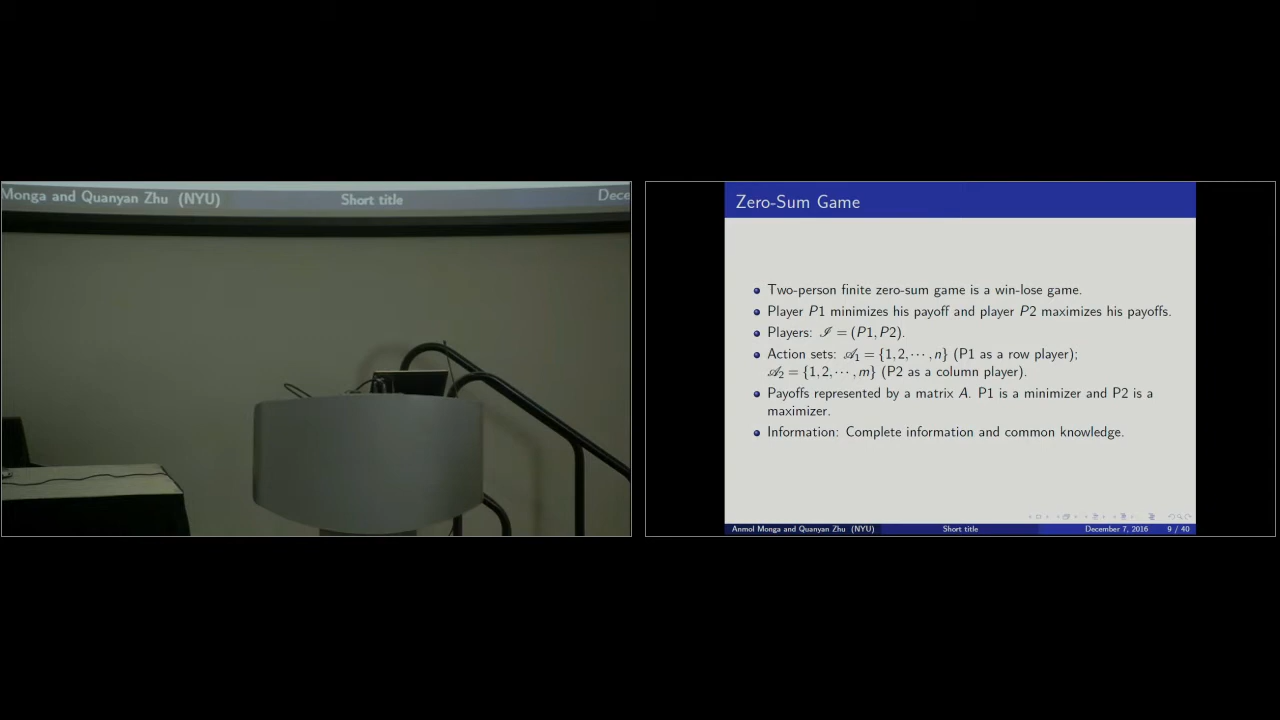 Monga and Quanyan Zhu (NYU) Short title Dece
Zero-Sum Game
Two-person finite zero-sum game is a win-lose game.
Player P1 minimizes his payoff and player P2 maximizes his payoffs.
Players: ℐ = (P1, P2).
Action sets: 𝒜₁ = {1, 2, ⋯ , n} (P1 as a row player);
𝒜₂ = {1, 2, ⋯ , m} (P2 as a column player).
Payoffs represented by a matrix A. P1 is a minimizer and P2 is a
maximizer.
Information: Complete information and common knowledge.
Anmol Monga and Quanyan Zhu (NYU) Short title December 7, 2016 9 / 40